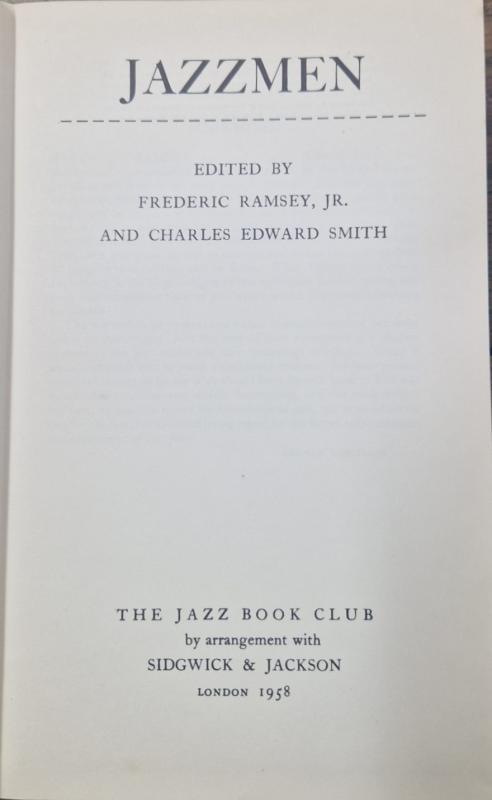 JAZZMEN
EDITED BY
FREDERIC RAMSEY, JR.
AND CHARLES EDWARD SMITH
THE JAZZ BOOK CLUB
by arrangement with
SIDGWICK & JACKSON
LONDON 1958